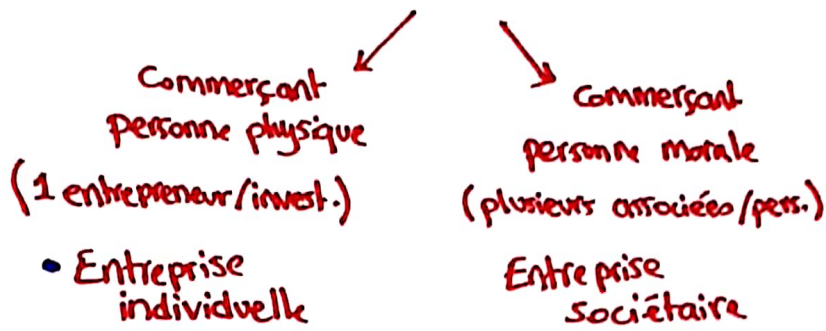 Commerçant
personne physique
(1 entrepreneur/invest.)
• Entreprise
individuelle
Commerçant
personne morale
(plusieurs associées/pers.)
Entreprise
sociétaire